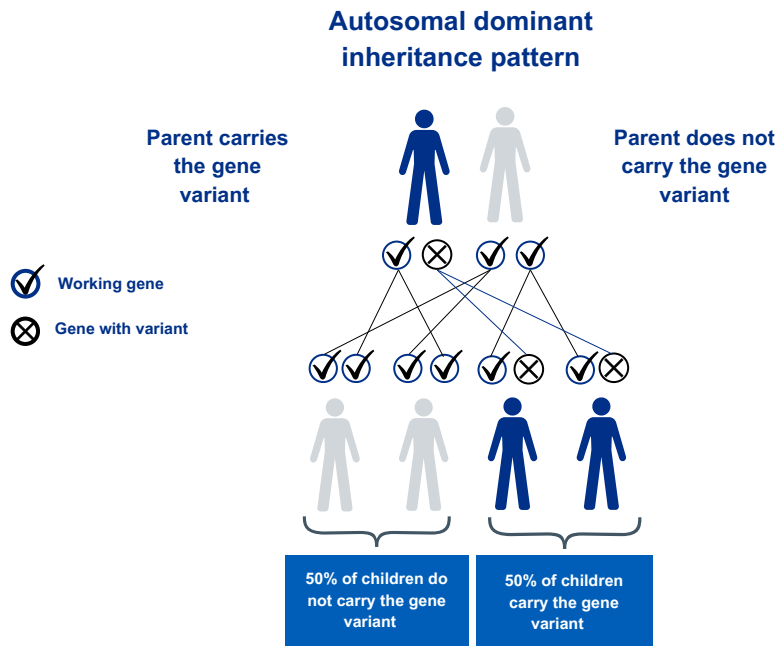 Autosomal dominant
inheritance pattern
Parent carries
the gene
variant
Parent does not
carry the gene
variant
Working gene
Gene with variant
50% of children do
not carry the gene
variant
50% of children
carry the gene
variant